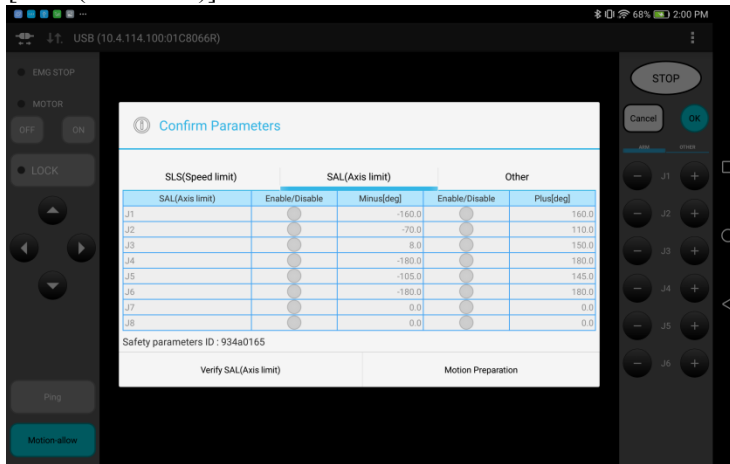 68% 2:00 PM
USB (10.4.114.100:01C8066R)
EMG STOP
STOP
MOTOR
OFF ON
Cancel OK
ARM OTHER
LOCK
Confirm Parameters
SLS(Speed limit) SAL(Axis limit) Other
SAL(Axis limit) Enable/Disable Minus[deg] Enable/Disable Plus[deg]
J1 -160.0 160.0
J2 -70.0 110.0
J3 8.0 150.0
J4 -180.0 180.0
J5 -105.0 145.0
J6 -180.0 180.0
J7 0.0 0.0
J8 0.0 0.0
Safety parameters ID : 934a0165
Verify SAL(Axis limit) Motion Preparation
- J1 +
- J2 +
- J3 +
- J4 +
- J5 +
- J6 +
Ping
Motion-allow